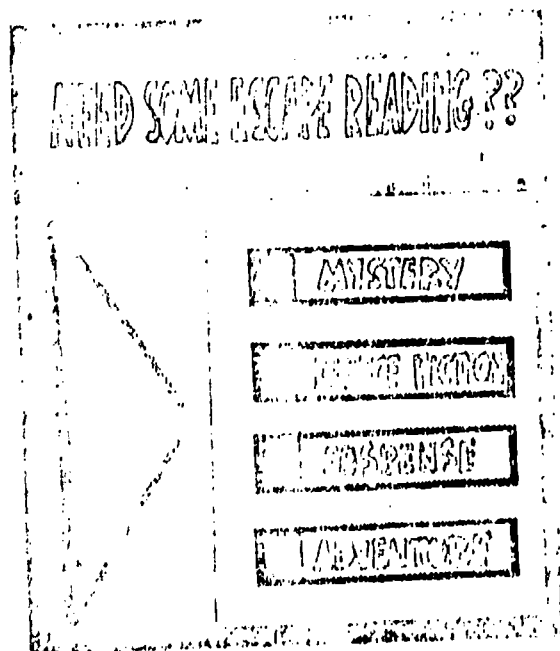 NEED SOME ESCAPE READING??
MYSTERY
FICTION
SUSPENSE
ADVENTURE